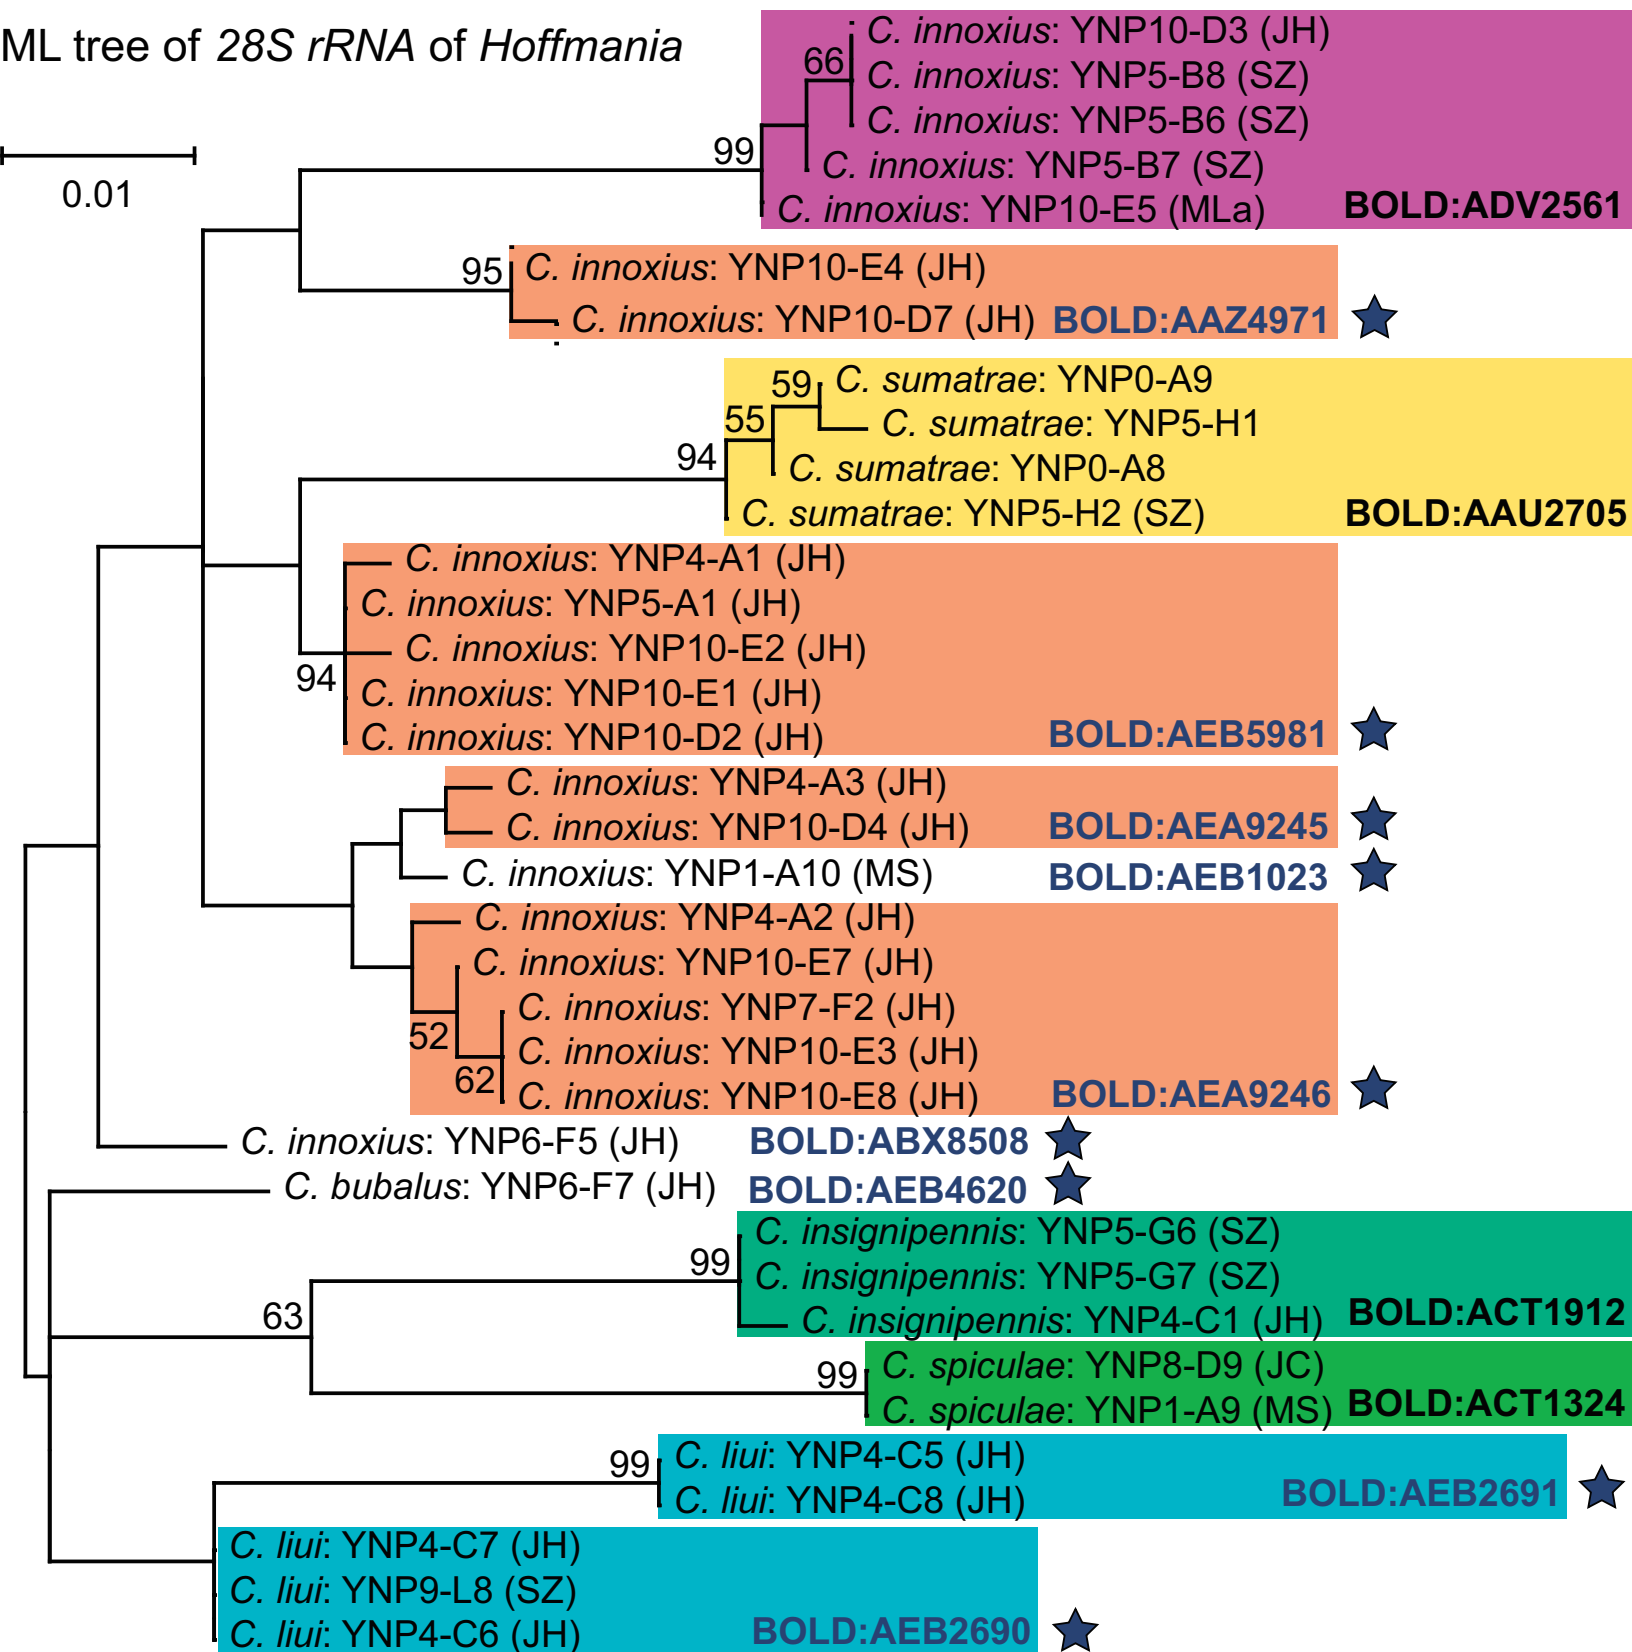 ML tree of 28S rRNA of Hoffmania
0.01
C. innoxius: YNP10-D3 (JH)
66
C. innoxius: YNP5-B8 (SZ)
C. innoxius: YNP5-B6 (SZ)
99
C. innoxius: YNP5-B7 (SZ)
C. innoxius: YNP10-E5 (MLa) BOLD:ADV2561
95
C. innoxius: YNP10-E4 (JH)
C. innoxius: YNP10-D7 (JH) BOLD:AAZ4971
59
C. sumatrae: YNP0-A9
55
C. sumatrae: YNP5-H1
94
C. sumatrae: YNP0-A8
C. sumatrae: YNP5-H2 (SZ) BOLD:AAU2705
C. innoxius: YNP4-A1 (JH)
C. innoxius: YNP5-A1 (JH)
C. innoxius: YNP10-E2 (JH)
94
C. innoxius: YNP10-E1 (JH)
C. innoxius: YNP10-D2 (JH) BOLD:AEB5981
C. innoxius: YNP4-A3 (JH)
C. innoxius: YNP10-D4 (JH) BOLD:AEA9245
C. innoxius: YNP1-A10 (MS) BOLD:AEB1023
C. innoxius: YNP4-A2 (JH)
C. innoxius: YNP10-E7 (JH)
C. innoxius: YNP7-F2 (JH)
52
C. innoxius: YNP10-E3 (JH)
62
C. innoxius: YNP10-E8 (JH) BOLD:AEA9246
C. innoxius: YNP6-F5 (JH) BOLD:ABX8508
C. bubalus: YNP6-F7 (JH) BOLD:AEB4620
C. insignipennis: YNP5-G6 (SZ)
99
C. insignipennis: YNP5-G7 (SZ)
63
C. insignipennis: YNP4-C1 (JH) BOLD:ACT1912
99
C. spiculae: YNP8-D9 (JC)
C. spiculae: YNP1-A9 (MS) BOLD:ACT1324
99
C. liui: YNP4-C5 (JH)
C. liui: YNP4-C8 (JH) BOLD:AEB2691
C. liui: YNP4-C7 (JH)
C. liui: YNP9-L8 (SZ)
C. liui: YNP4-C6 (JH) BOLD:AEB2690